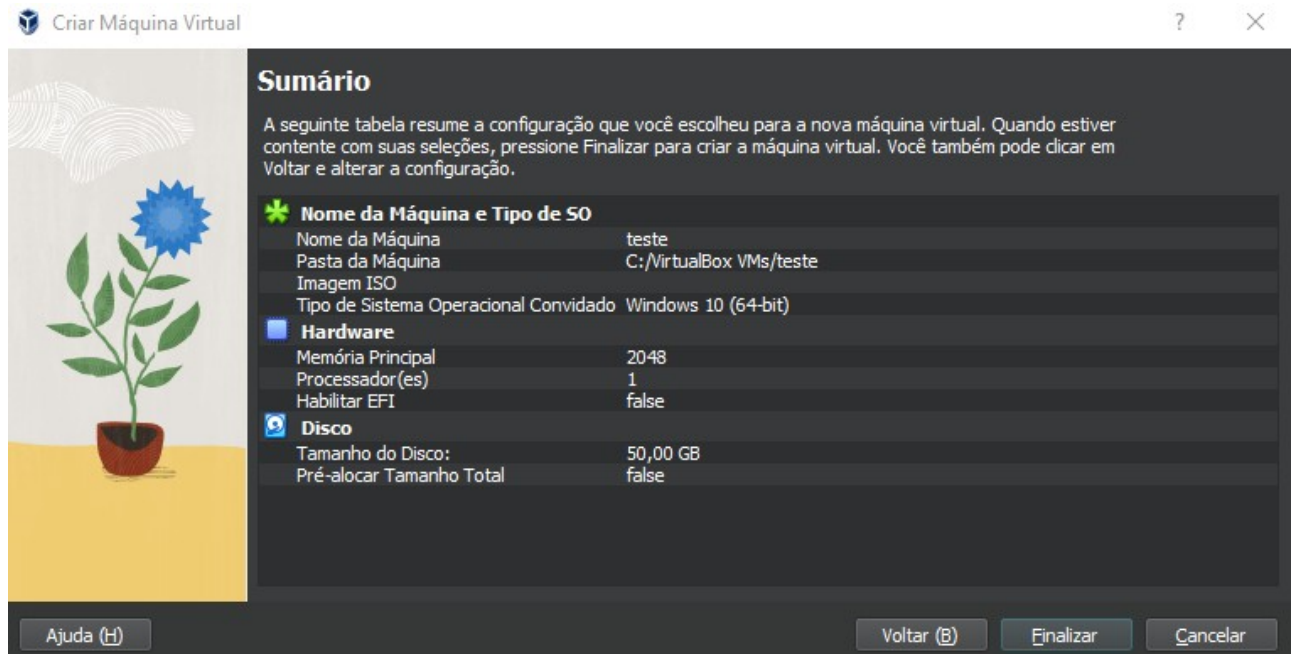 Criar Máquina Virtual
Sumário
A seguinte tabela resume a configuração que você escolheu para a nova máquina virtual. Quando estiver
contente com suas seleções, pressione Finalizar para criar a máquina virtual. Você também pode clicar em
Voltar e alterar a configuração.
Nome da Máquina e Tipo de SO
Nome da Máquina teste
Pasta da Máquina C:/VirtualBox VMs/teste
Imagem ISO
Tipo de Sistema Operacional Convidado Windows 10 (64-bit)
Hardware
Memória Principal 2048
Processador(es) 1
Habilitar EFI false
Disco
Tamanho do Disco: 50,00 GB
Pré-alocar Tamanho Total false
Ajuda (H) Voltar (B) Finalizar Cancelar